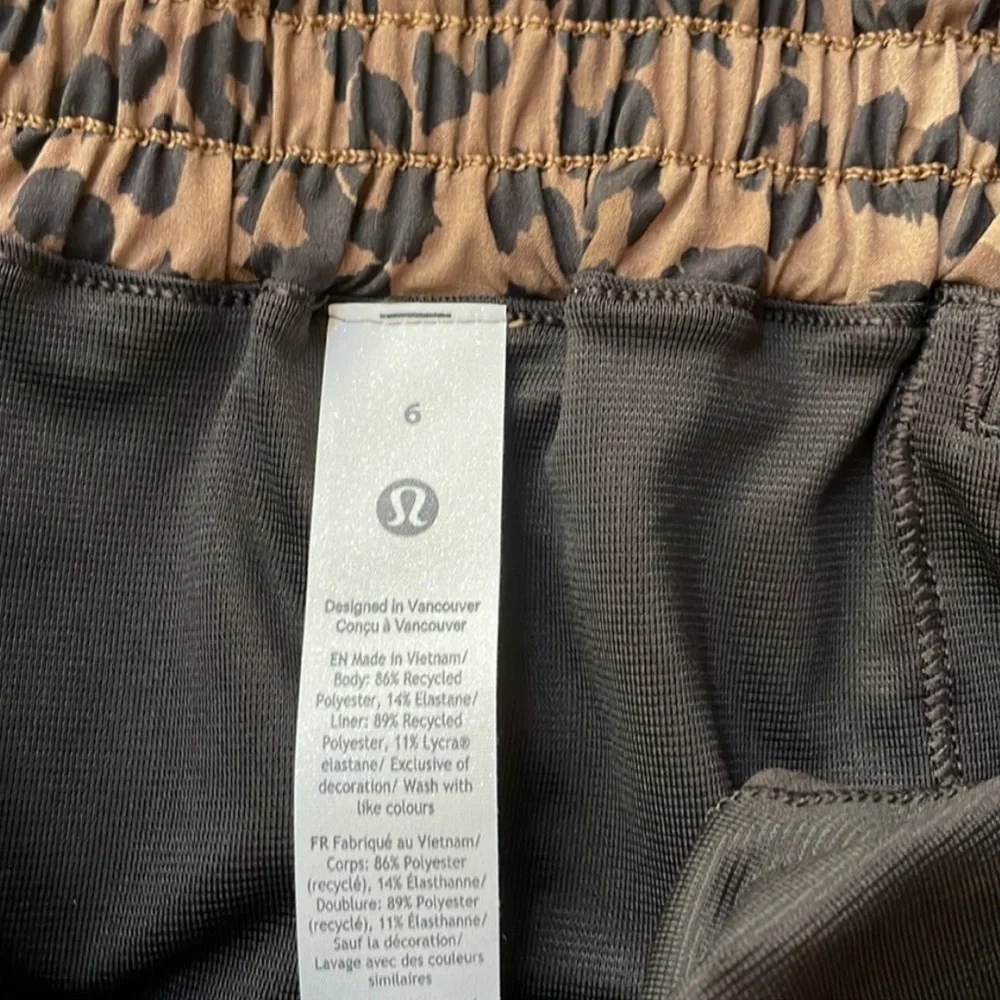 6
Designed in Vancouver
Conçu à Vancouver
EN Made in Vietnam/
Body: 86% Recycled
Polyester, 14% Elastane/
Liner: 89% Recycled
Polyester, 11% Lycra®
elastane/ Exclusive of
decoration/ Wash with
like colours
FR Fabriqué au Vietnam/
Corps: 86% Polyester
(recyclé), 14% Élasthanne/
Doublure: 89% Polyester
(recyclé), 11% Élasthanne/
Sauf la décoration/
Lavage avec des couleurs
similaires